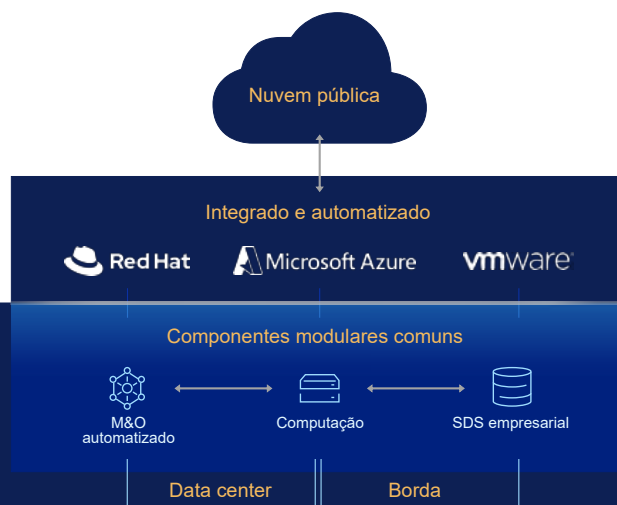 Nuvem pública
Integrado e automatizado
Red Hat
Microsoft Azure
vmware®
Componentes modulares comuns
M&O
automatizado
Computação
SDS empresarial
Data center
Borda